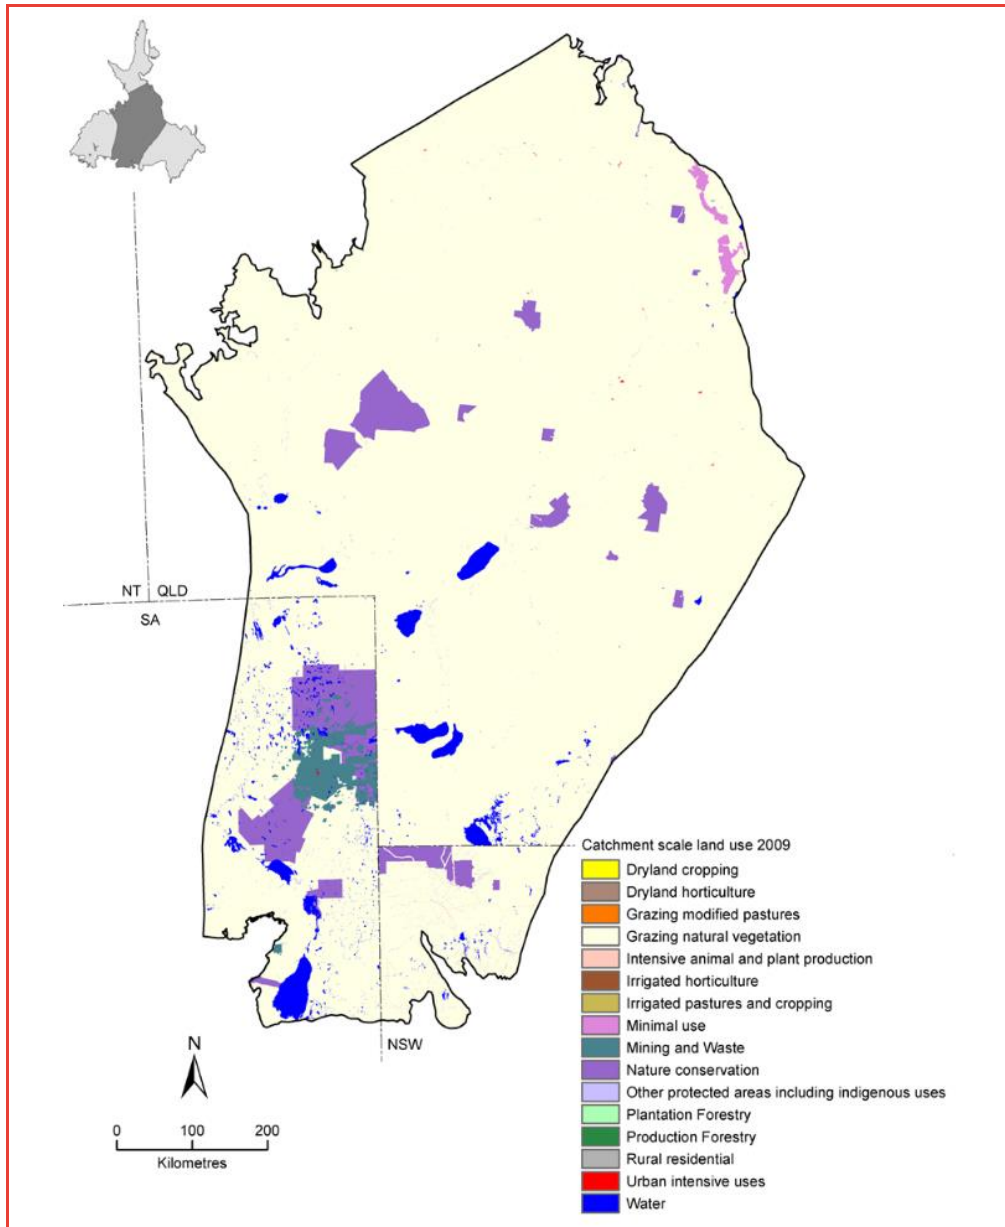 NT
QLD
SA
NSW
N
0 100 200
Kilometres
Catchment scale land use 2009
Dryland cropping
Dryland horticulture
Grazing modified pastures
Grazing natural vegetation
Intensive animal and plant production
Irrigated horticulture
Irrigated pastures and cropping
Minimal use
Mining and Waste
Nature conservation
Other protected areas including indigenous uses
Plantation Forestry
Production Forestry
Rural residential
Urban intensive uses
Water